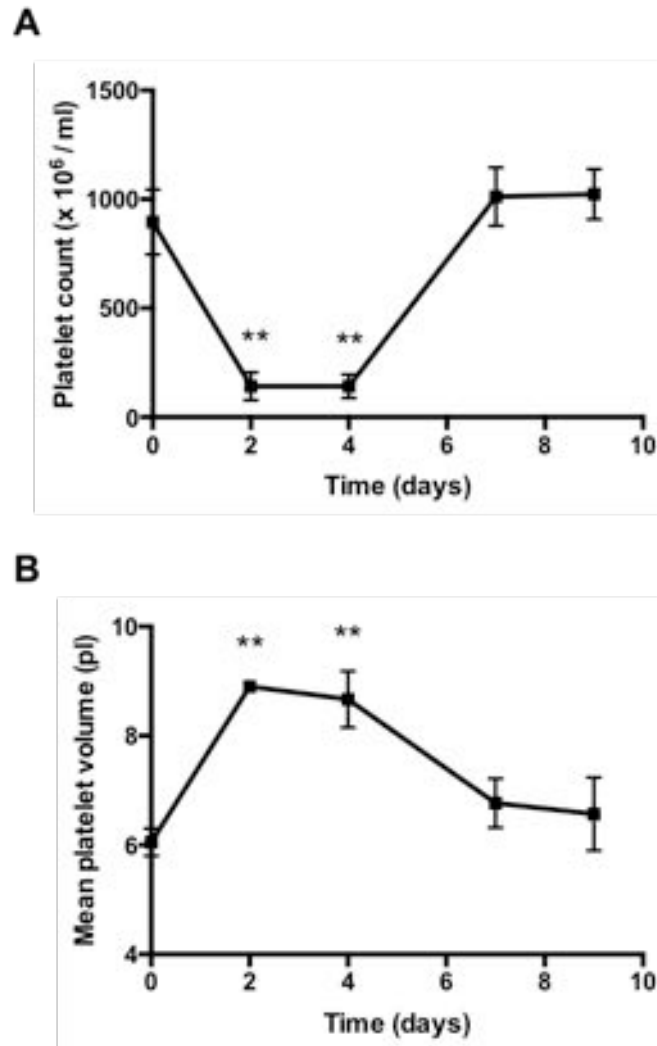 A
Platelet count (x 10⁶ / ml)
1500
1000
500
0
**
**
0 2 4 6 8 10
Time (days)
B
Mean platelet volume (pl)
10
8
6
4
**
**
0 2 4 6 8 10
Time (days)